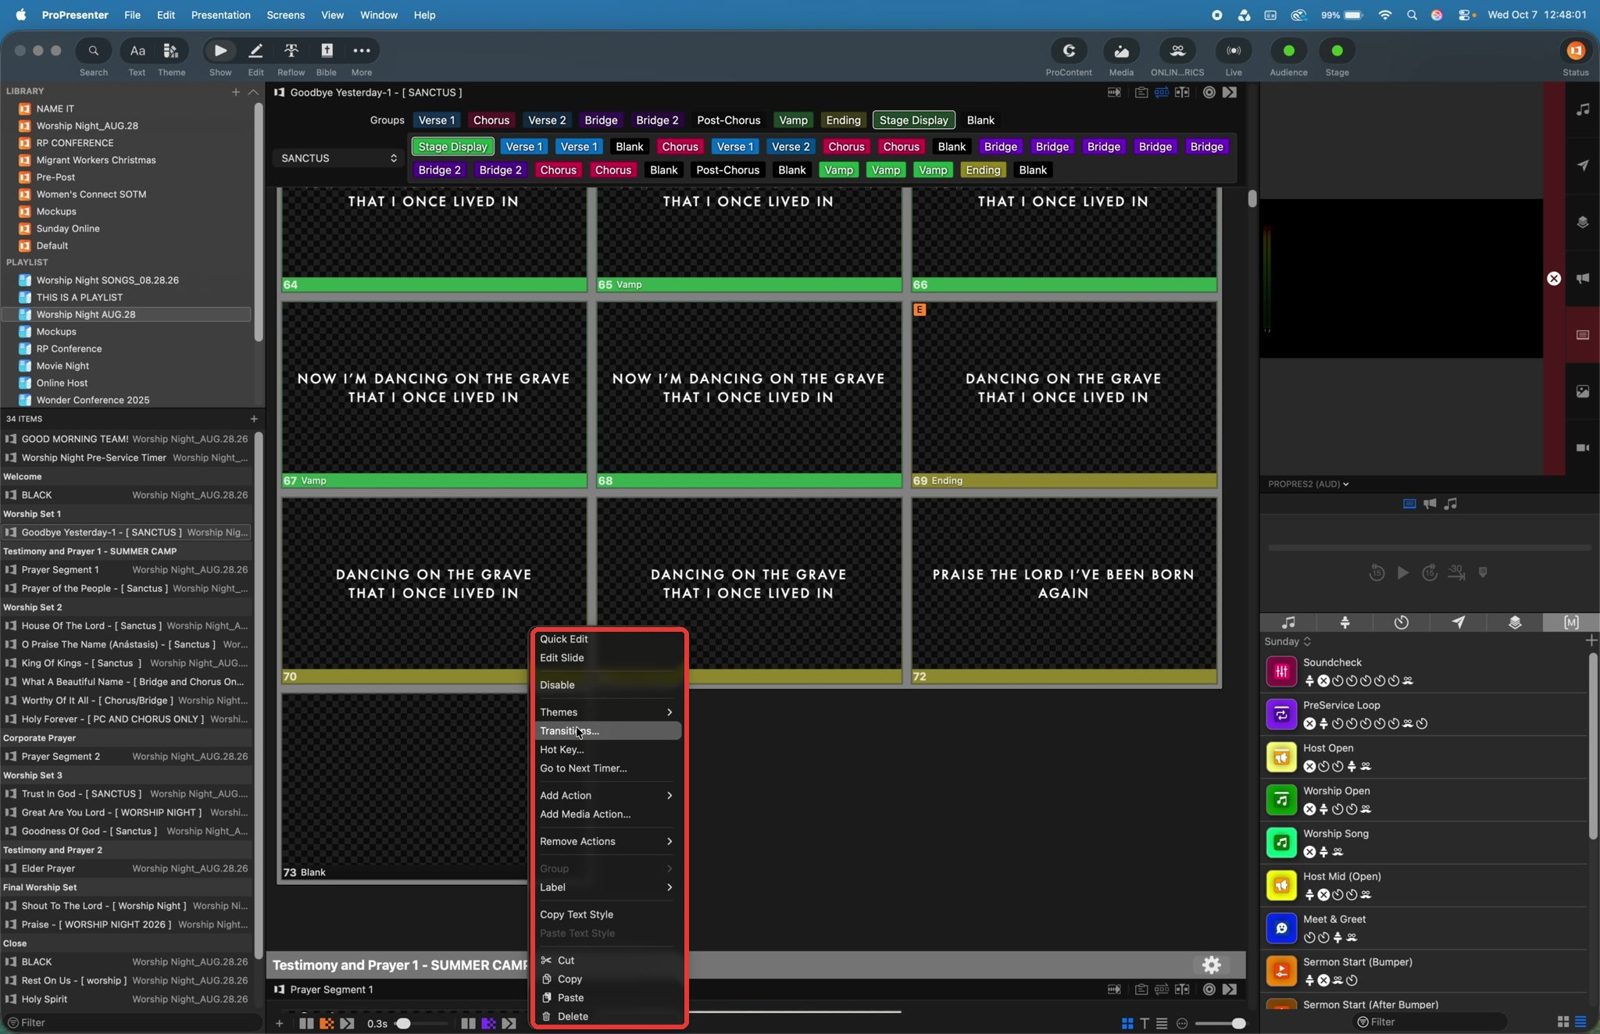 ProPresenter File Edit Presentation Screens View Window Help 99% Wed Oct 7 12:48:01
Search Text Theme Show Edit Reflow Bible More ProContent Media ONLIN...RICS Live Audience Stage Status
LIBRARY
NAME IT
Worship Night_AUG.28
RP CONFERENCE
Migrant Workers Christmas
Pre-Post
Women's Connect SOTM
Mockups
Sunday Online
Default
PLAYLIST
Worship Night SONGS_08.28.26
THIS IS A PLAYLIST
Worship Night AUG.28
Mockups
RP Conference
Movie Night
Online Host
Wonder Conference 2025
34 ITEMS
GOOD MORNING TEAM! Worship Night_AUG.28.26
Worship Night Pre-Service Timer Worship Night_...
Welcome
BLACK Worship Night_AUG.28.26
Worship Set 1
Goodbye Yesterday-1 - [ SANCTUS ] Worship Nig...
Testimony and Prayer 1 - SUMMER CAMP
Prayer Segment 1 Worship Night_AUG.28.26
Prayer of the People - [ Sanctus ] Worship Night_...
Worship Set 2
House Of The Lord - [ Sanctus ] Worship Night_A...
O Praise The Name (Anástasis) - [ Sanctus ] Wor...
King Of Kings - [ Sanctus ] Worship Night_AUG....
What A Beautiful Name - [ Bridge and Chorus On...
Worthy Of It All - [ Chorus/Bridge ] Worship Night...
Holy Forever - [ PC AND CHORUS ONLY ] Worshi...
Corporate Prayer
Prayer Segment 2 Worship Night_AUG.28.26
Worship Set 3
Trust In God - [ SANCTUS ] Worship Night_AUG....
Great Are You Lord - [ WORSHIP NIGHT ] Worshi...
Goodness Of God - [ Sanctus ] Worship Night_A...
Testimony and Prayer 2
Elder Prayer Worship Night_AUG.28.26
Final Worship Set
Shout To The Lord - [ Worship Night ] Worship Ni...
Praise - [ WORSHIP NIGHT 2026 ] Worship Night...
Close
BLACK Worship Night_AUG.28.26
Rest On Us - [ worship ] Worship Night_AUG.28.26
Holy Spirit Worship Night_AUG.28.26
Filter
Goodbye Yesterday-1 - [ SANCTUS ]
Groups Verse 1 Chorus Verse 2 Bridge Bridge 2 Post-Chorus Vamp Ending Stage Display Blank
SANCTUS
Stage Display Verse 1 Verse 1 Blank Chorus Verse 1 Verse 2 Chorus Chorus Blank Bridge Bridge Bridge Bridge Bridge
Bridge 2 Bridge 2 Chorus Chorus Blank Post-Chorus Blank Vamp Vamp Vamp Ending Blank
THAT I ONCE LIVED IN
64
THAT I ONCE LIVED IN
65 Vamp
THAT I ONCE LIVED IN
66
NOW I'M DANCING ON THE GRAVE
THAT I ONCE LIVED IN
67 Vamp
NOW I'M DANCING ON THE GRAVE
THAT I ONCE LIVED IN
68
E
DANCING ON THE GRAVE
THAT I ONCE LIVED IN
69 Ending
DANCING ON THE GRAVE
THAT I ONCE LIVED IN
70
DANCING ON THE GRAVE
THAT I ONCE LIVED IN
PRAISE THE LORD I'VE BEEN BORN
AGAIN
72
73 Blank
Quick Edit
Edit Slide
Disable
Themes
Transitions...
Hot Key...
Go to Next Timer...
Add Action
Add Media Action...
Remove Actions
Group
Label
Copy Text Style
Paste Text Style
Cut
Copy
Paste
Delete
Testimony and Prayer 1 - SUMMER CAMP
Prayer Segment 1
0.3s
PROPRES2 (AUD)
15 15 -30
Sunday
Soundcheck
PreService Loop
Host Open
Worship Open
Worship Song
Host Mid (Open)
Meet & Greet
Sermon Start (Bumper)
Sermon Start (After Bumper)
Filter